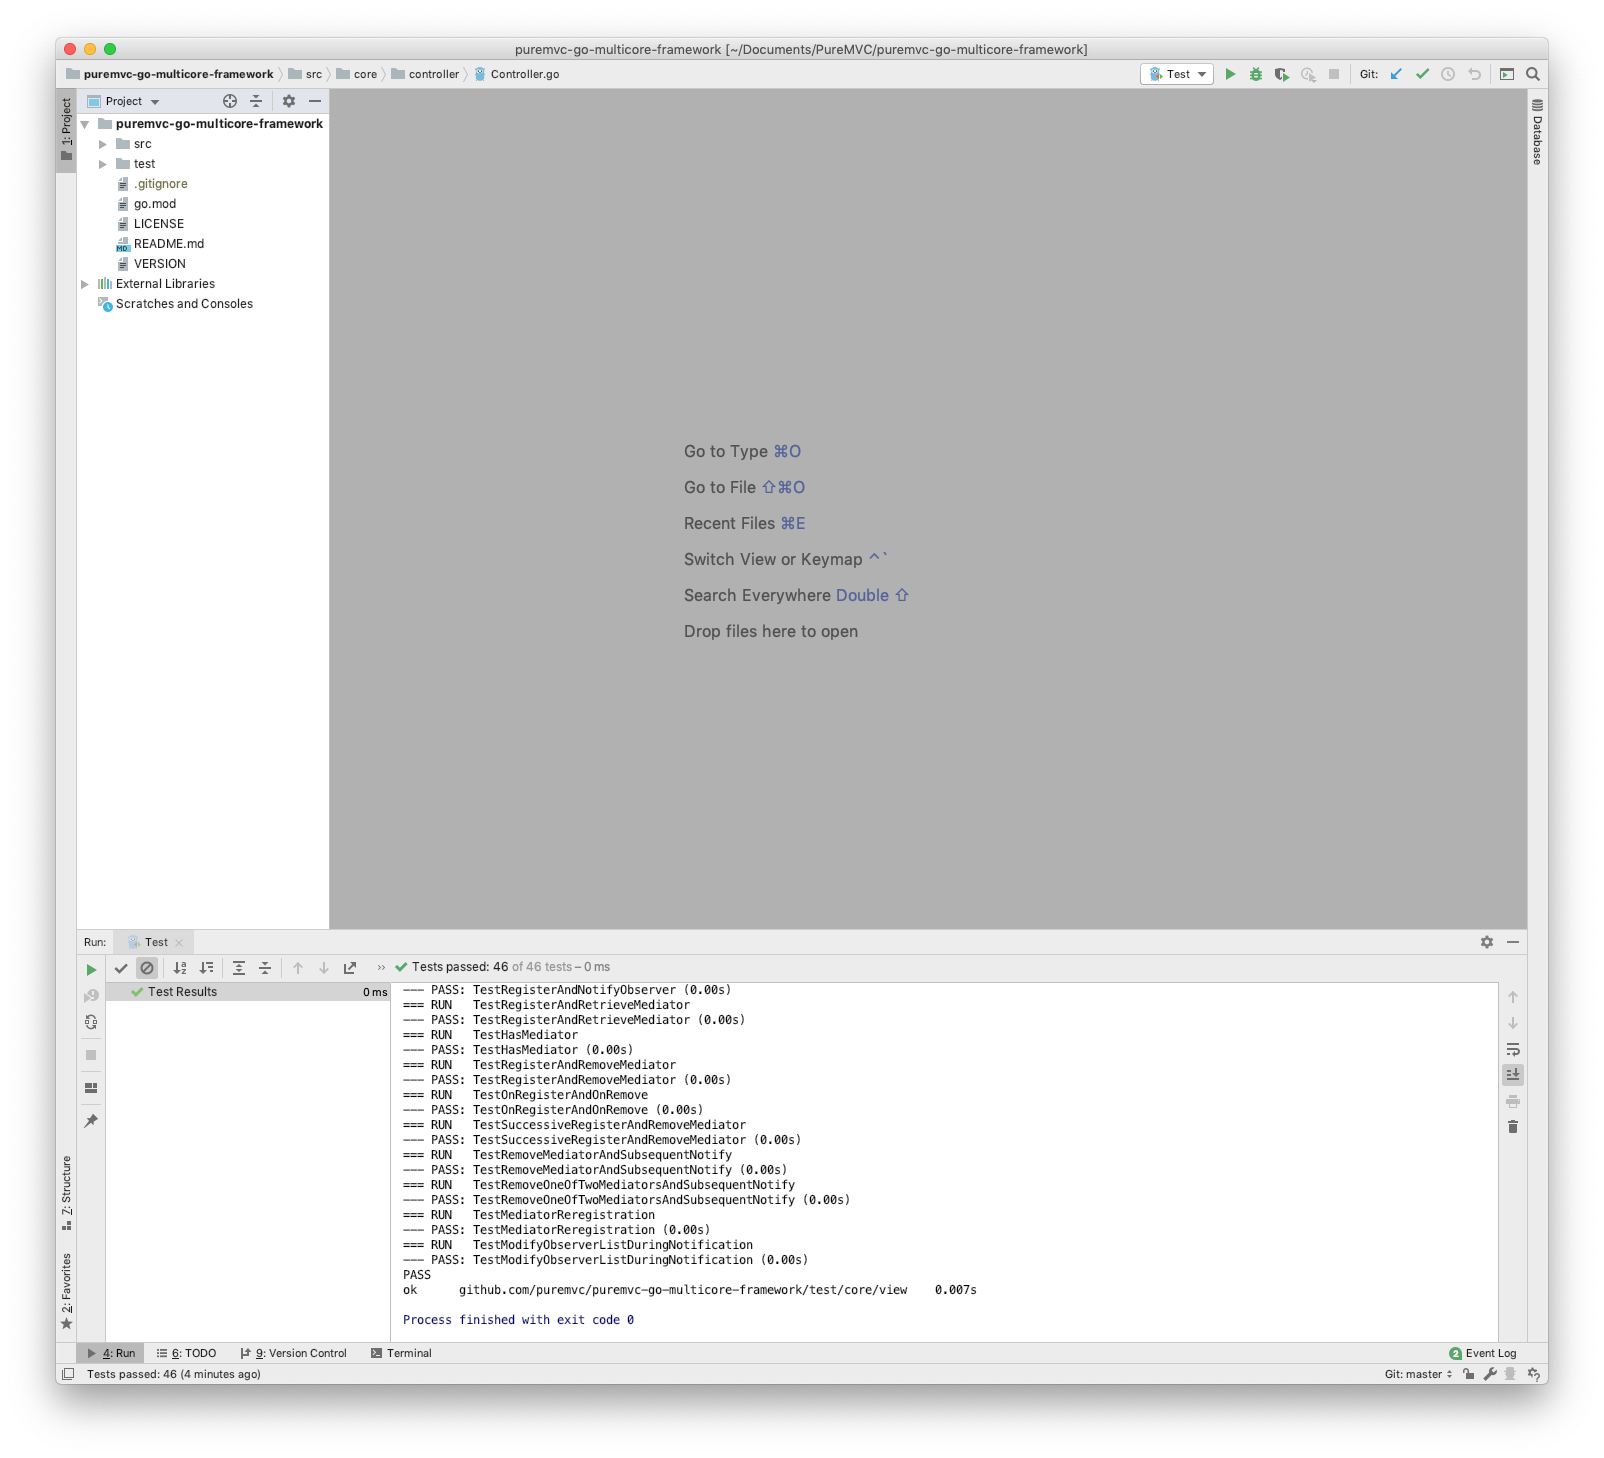 puremvc-go-multicore-framework [~/Documents/PureMVC/puremvc-go-multicore-framework]
puremvc-go-multicore-framework src core controller Controller.go Test Git:
1: Project
Project
puremvc-go-multicore-framework
src
test
.gitignore
go.mod
LICENSE
MD README.md
VERSION
External Libraries
Scratches and Consoles
Database
Go to Type ⌘O
Go to File ⇧⌘O
Recent Files ⌘E
Switch View or Keymap ^`
Search Everywhere Double ⇧
Drop files here to open
Run: Test
Tests passed: 46 of 46 tests – 0 ms
Test Results 0 ms
--- PASS: TestRegisterAndNotifyObserver (0.00s)
=== RUN   TestRegisterAndRetrieveMediator
--- PASS: TestRegisterAndRetrieveMediator (0.00s)
=== RUN   TestHasMediator
--- PASS: TestHasMediator (0.00s)
=== RUN   TestRegisterAndRemoveMediator
--- PASS: TestRegisterAndRemoveMediator (0.00s)
=== RUN   TestOnRegisterAndOnRemove
--- PASS: TestOnRegisterAndOnRemove (0.00s)
=== RUN   TestSuccessiveRegisterAndRemoveMediator
--- PASS: TestSuccessiveRegisterAndRemoveMediator (0.00s)
=== RUN   TestRemoveMediatorAndSubsequentNotify
--- PASS: TestRemoveMediatorAndSubsequentNotify (0.00s)
=== RUN   TestRemoveOneOfTwoMediatorsAndSubsequentNotify
--- PASS: TestRemoveOneOfTwoMediatorsAndSubsequentNotify (0.00s)
=== RUN   TestMediatorReregistration
--- PASS: TestMediatorReregistration (0.00s)
=== RUN   TestModifyObserverListDuringNotification
--- PASS: TestModifyObserverListDuringNotification (0.00s)
PASS
ok      github.com/puremvc/puremvc-go-multicore-framework/test/core/view    0.007s
Process finished with exit code 0
Z: Structure
2: Favorites
4: Run 6: TODO 9: Version Control Terminal 2 Event Log
Tests passed: 46 (4 minutes ago) Git: master